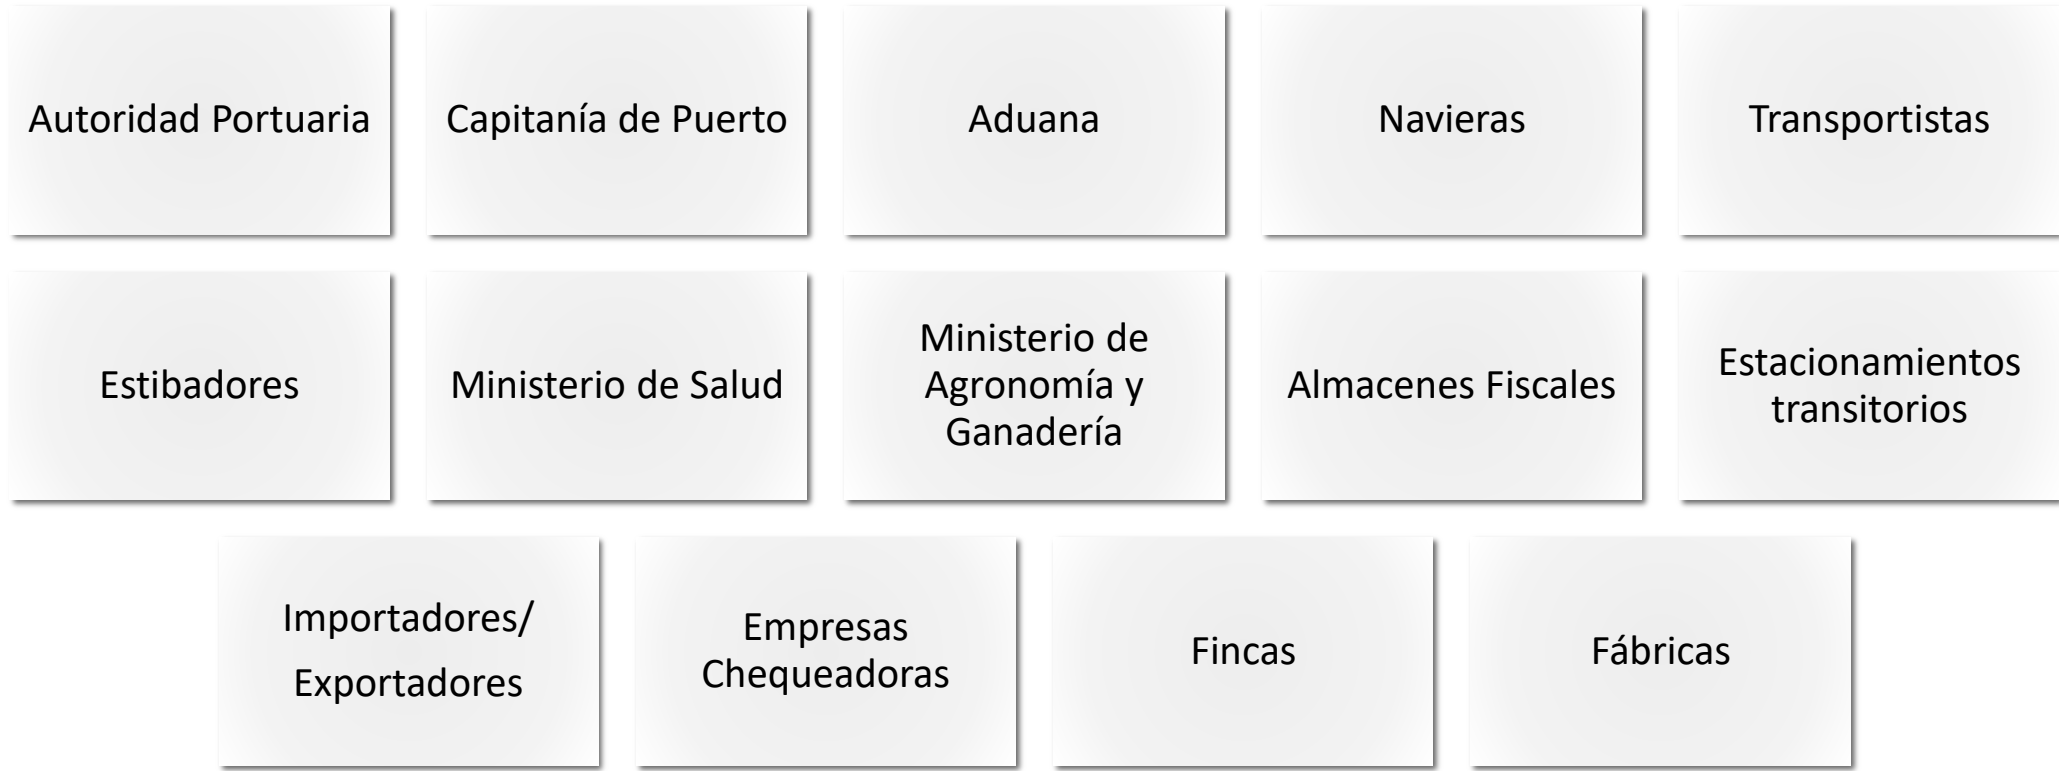 Autoridad Portuaria
Capitanía de Puerto
Aduana
Navieras
Transportistas
Estibadores
Ministerio de Salud
Ministerio de
Agronomía y
Ganadería
Almacenes Fiscales
Estacionamientos
transitorios
Importadores/
Exportadores
Empresas
Chequeadoras
Fincas
Fábricas